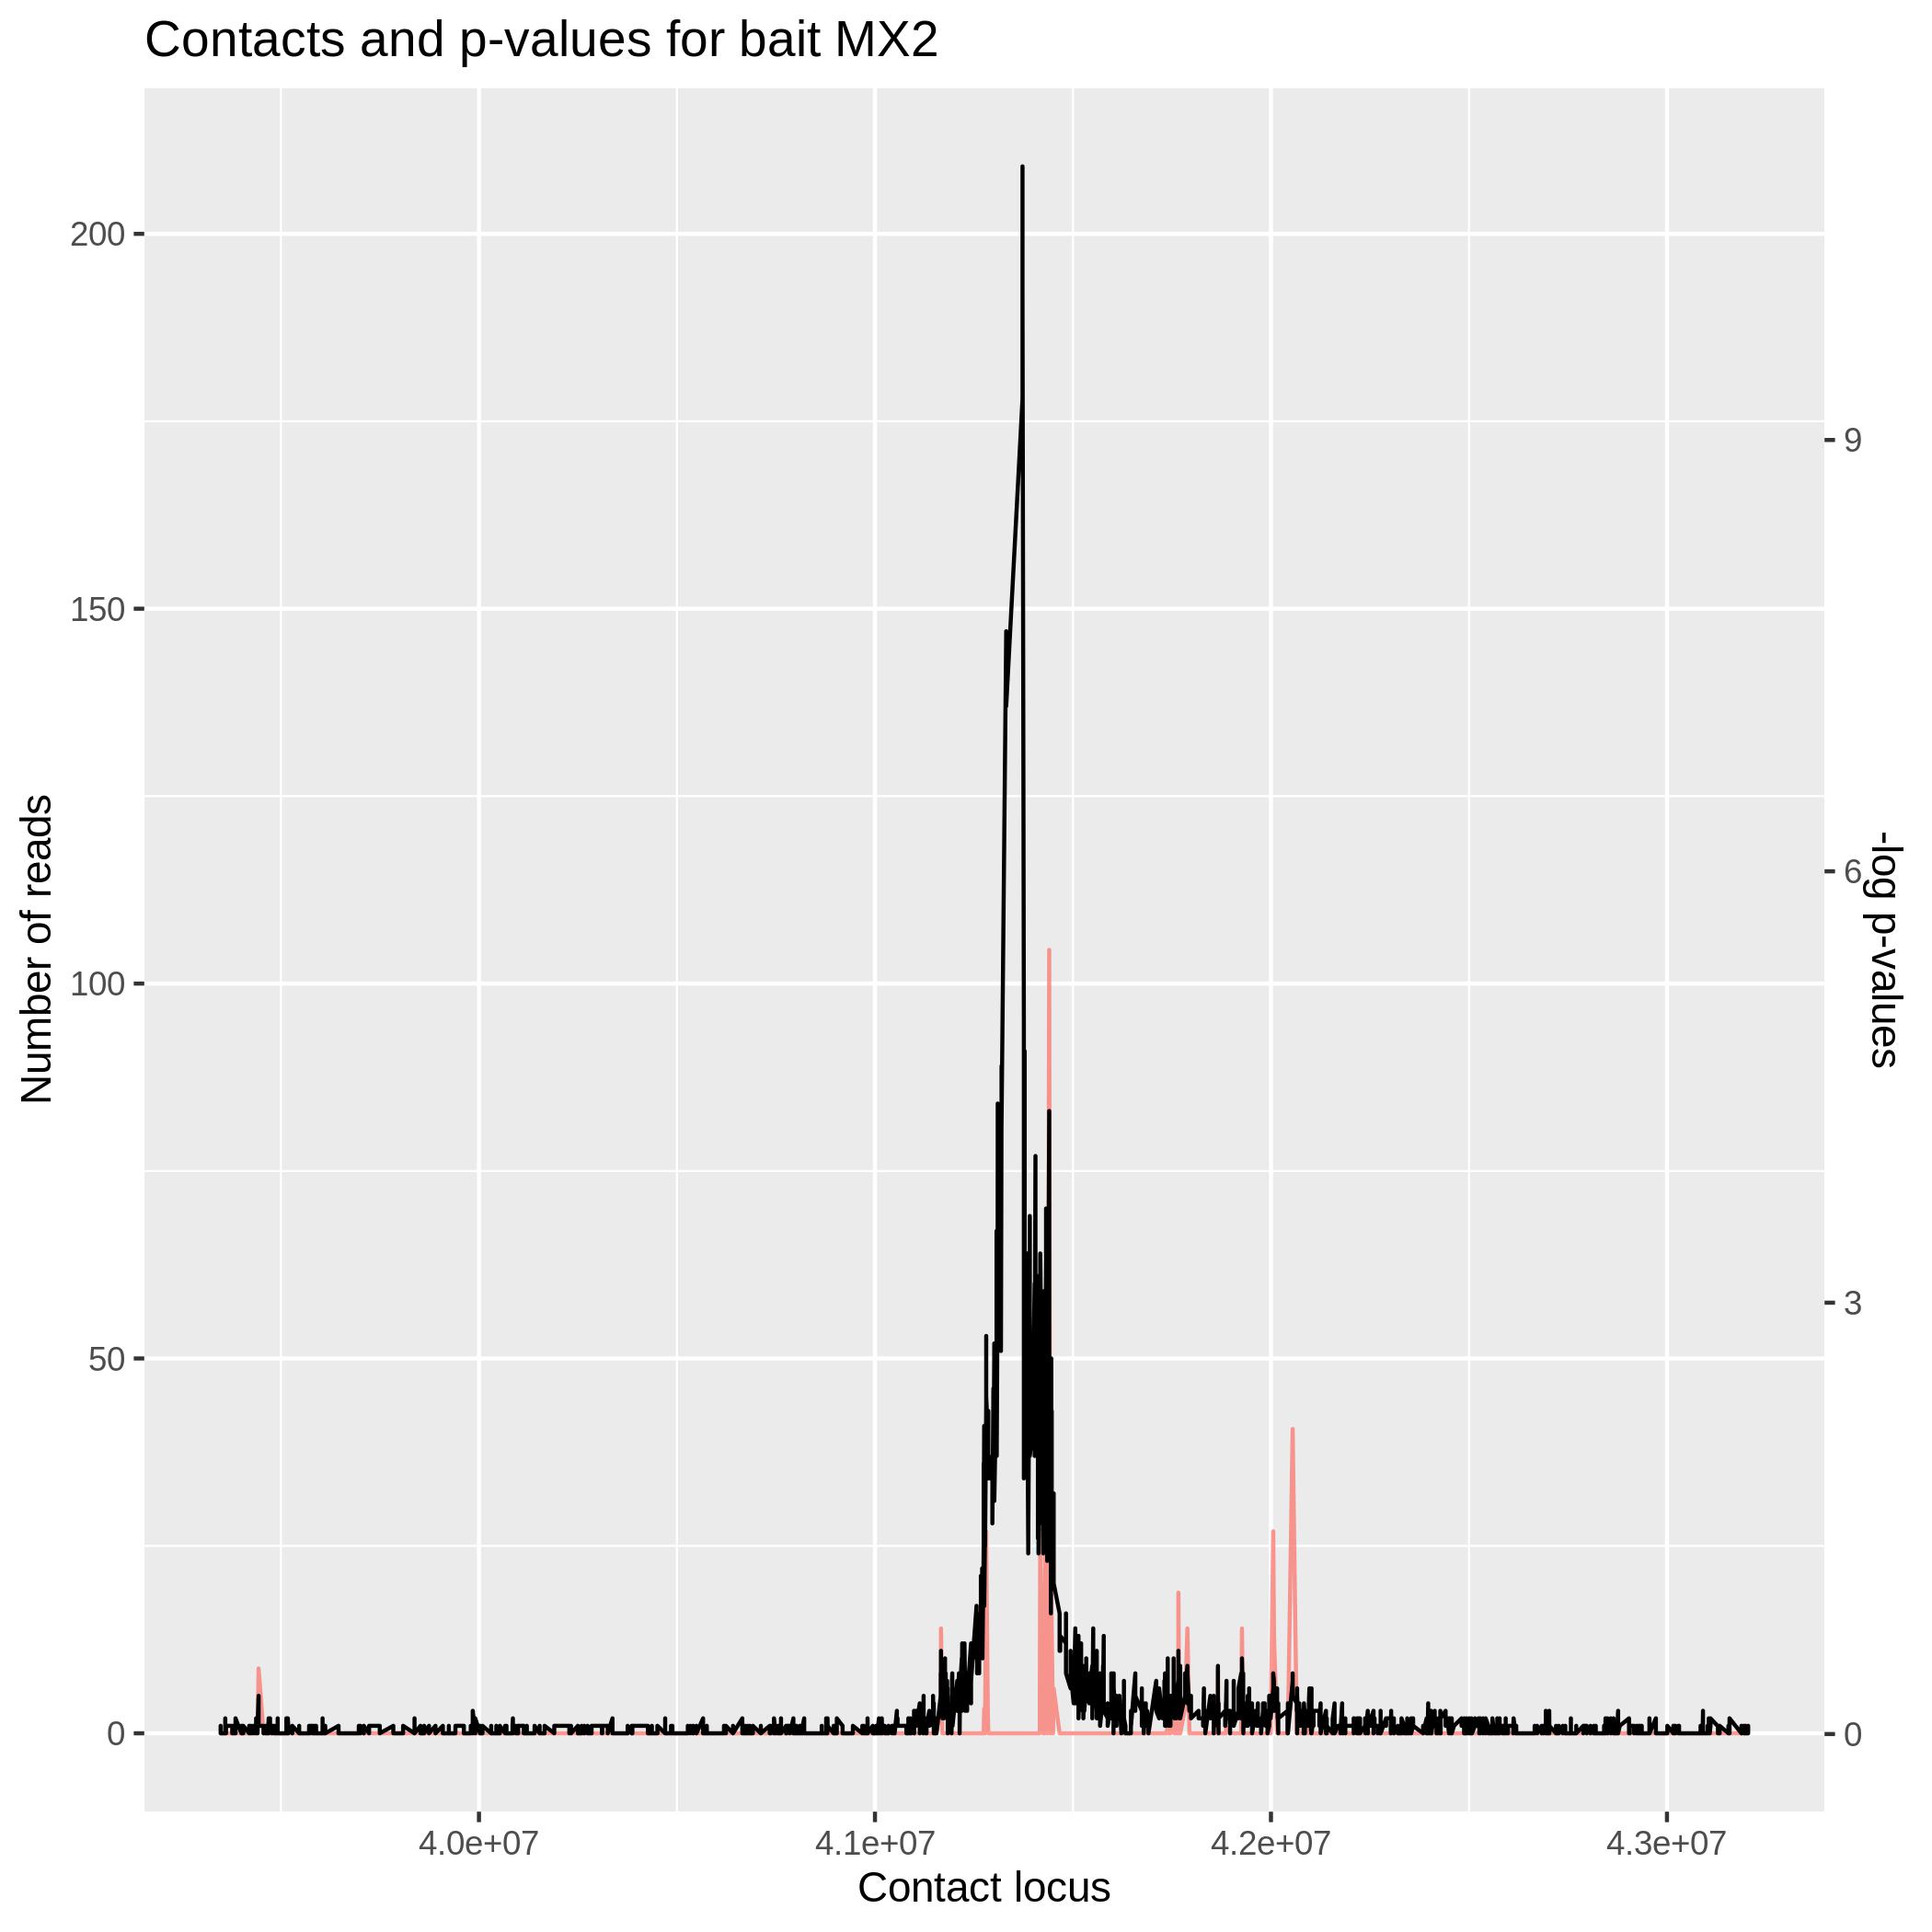 Contacts and p-values for bait MX2
Number of reads
200
150
100
50
0
9
6
3
0
-log p-values
4.0e+07
4.1e+07
4.2e+07
4.3e+07
Contact locus